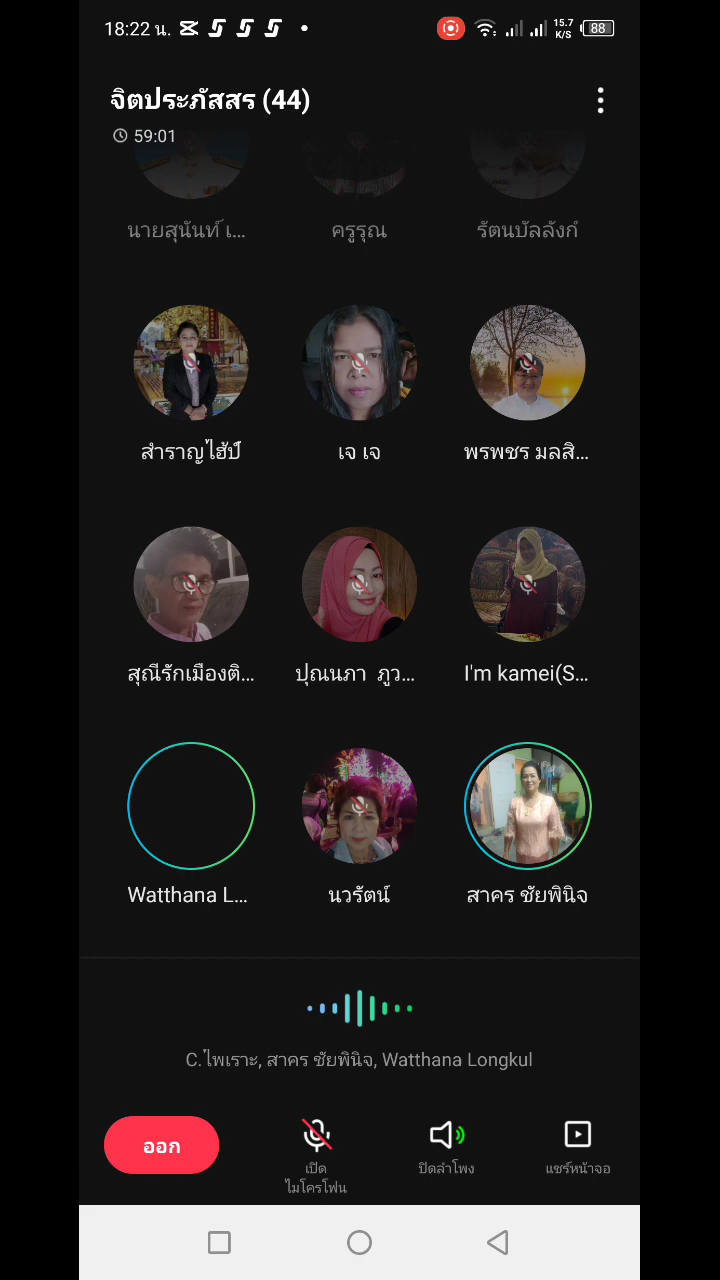 18:22 น.
15.7 K/S
88
จิตประภัสสร (44)
59:01
นายสุนันท์ เ...
ครูรุณ
รัตนบัลลังก์
สำราญไฮ้ป์
เจ เจ
พรพชร มลสิ...
สุณีรักเมืองติ...
ปุณนภา ภูว...
I'm kamei(S...
Watthana L...
นวรัตน์
สาคร ชัยพินิจ
C.ไพเราะ, สาคร ชัยพินิจ, Watthana Longkul
ออก
เปิด
ไมโครโฟน
ปิดลำโพง
แชร์หน้าจอ